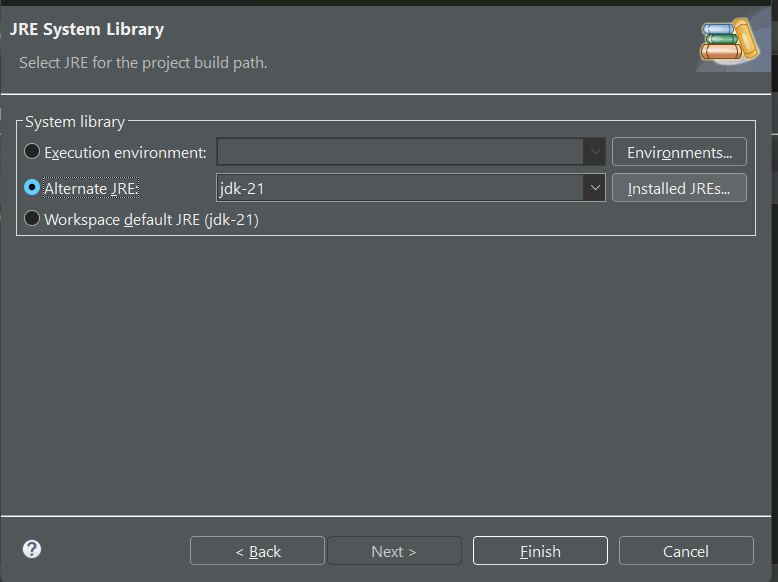 JRE System Library
Select JRE for the project build path.
System library
Execution environment:
Environments...
Alternate JRE:
jdk-21
Installed JREs...
Workspace default JRE (jdk-21)
?
< Back
Next >
Finish
Cancel